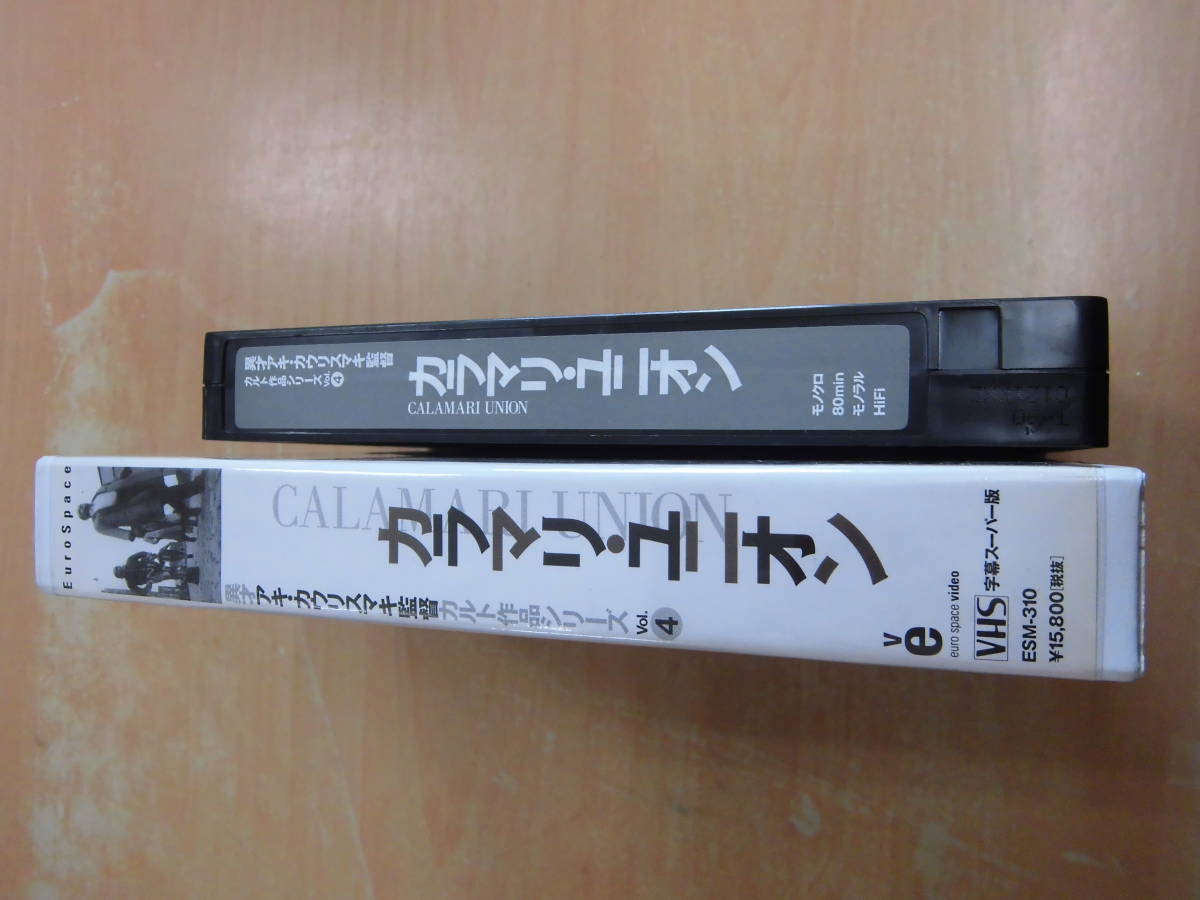 異才アキ・カウリスマキ監督
カルト作品シリーズ Vol.4
カラマリ・ユニオン
CALAMARI UNION
モノクロ
80min
モノラル
HiFi
T-90
EuroSpace
CALAMARI UNION
カラマリ・ユニオン
異才アキ・カウリスマキ監督カルト作品シリーズ Vol. 4
ve
euro space video
VHS 字幕スーパー版
ESM-310
¥15,800[税抜]